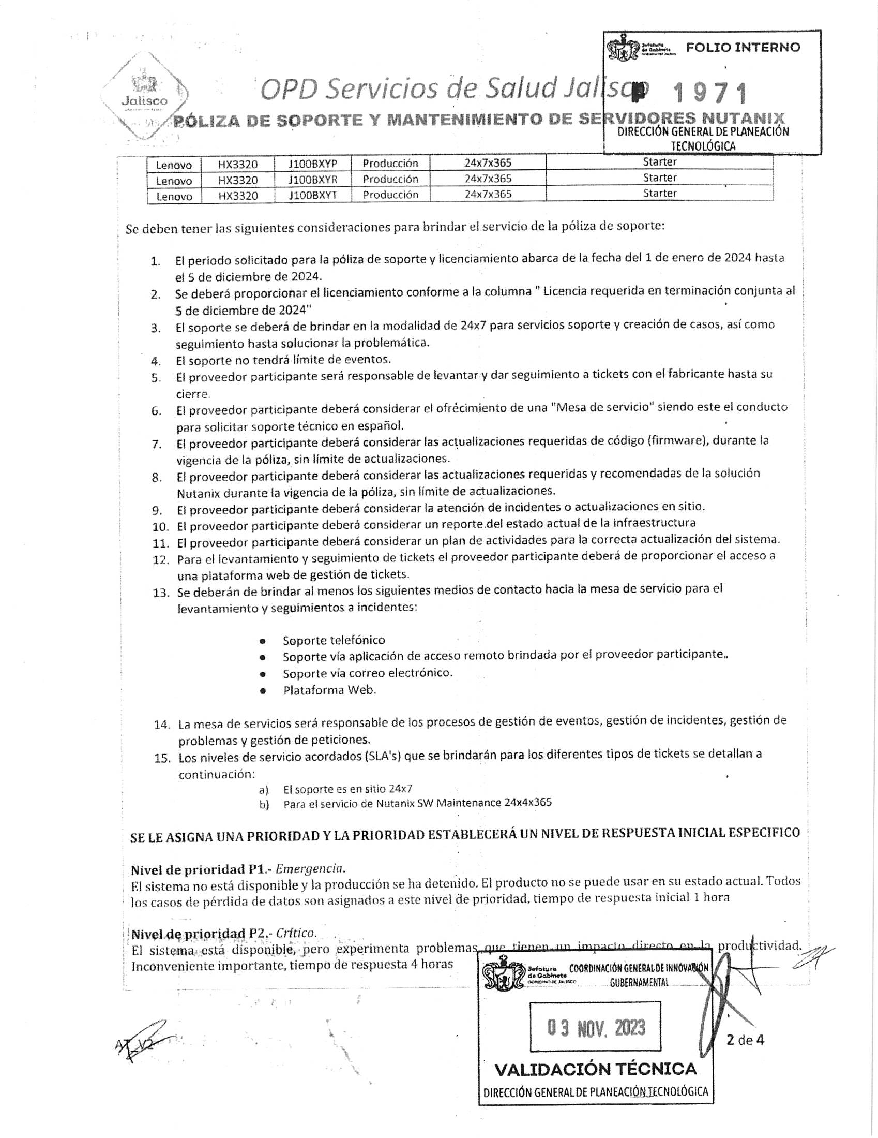 Jefatura de Gabinete
FOLIO INTERNO
Jalisco
OPD Servicios de Salud Jalisco
1971
PÓLIZA DE SOPORTE Y MANTENIMIENTO DE SERVIDORES NUTANIX
DIRECCIÓN GENERAL DE PLANEACIÓN
TECNOLÓGICA
Lenovo HX3320 J100BXYP Producción 24x7x365 Starter
Lenovo HX3320 J100BXYR Producción 24x7x365 Starter
Lenovo HX3320 J100BXYT Producción 24x7x365 Starter
Se deben tener las siguientes consideraciones para brindar el servicio de la póliza de soporte:
1. El periodo solicitado para la póliza de soporte y licenciamiento abarca de la fecha del 1 de enero de 2024 hasta
el 5 de diciembre de 2024.
2. Se deberá proporcionar el licenciamiento conforme a la columna " Licencia requerida en terminación conjunta al
5 de diciembre de 2024"
3. El soporte se deberá de brindar en la modalidad de 24x7 para servicios soporte y creación de casos, así como
seguimiento hasta solucionar la problemática.
4. El soporte no tendrá límite de eventos.
5. El proveedor participante será responsable de levantar y dar seguimiento a tickets con el fabricante hasta su
cierre.
6. El proveedor participante deberá considerar el ofrécimiento de una "Mesa de servicio" siendo este el conducto
para solicitar soporte técnico en español.
7. El proveedor participante deberá considerar las actualizaciones requeridas de código (firmware), durante la
vigencia de la póliza, sin límite de actualizaciones.
8. El proveedor participante deberá considerar las actualizaciones requeridas y recomendadas de la solución
Nutanix durante la vigencia de la póliza, sin límite de actualizaciones.
9. El proveedor participante deberá considerar la atención de incidentes o actualizaciones en sitio.
10. El proveedor participante deberá considerar un reporte del estado actual de la infraestructura
11. El proveedor participante deberá considerar un plan de actividades para la correcta actualización del sistema.
12. Para el levantamiento y seguimiento de tickets el proveedor participante deberá de proporcionar el acceso a
una plataforma web de gestión de tickets.
13. Se deberán de brindar al menos los siguientes medios de contacto hacia la mesa de servicio para el
levantamiento y seguimientos a incidentes:
• Soporte telefónico
• Soporte vía aplicación de acceso remoto brindada por el proveedor participante..
• Soporte vía correo electrónico.
• Plataforma Web.
14. La mesa de servicios será responsable de los procesos de gestión de eventos, gestión de incidentes, gestión de
problemas y gestión de peticiones.
15. Los niveles de servicio acordados (SLA's) que se brindarán para los diferentes tipos de tickets se detallan a
continuación:
a) El soporte es en sitio 24x7
b) Para el servicio de Nutanix SW Maintenance 24x4x365
SE LE ASIGNA UNA PRIORIDAD Y LA PRIORIDAD ESTABLECERÁ UN NIVEL DE RESPUESTA INICIAL ESPECIFICO
Nivel de prioridad P1.- Emergencia.
El sistema no está disponible y la producción se ha detenido. El producto no se puede usar en su estado actual. Todos
los casos de pérdida de datos son asignados a este nivel de prioridad, tiempo de respuesta inicial 1 hora
Nivel de prioridad P2.- Crítico.
El sistema está disponible, pero experimenta problemas que tienen un impacto directo en la productividad.
Inconveniente importante, tiempo de respuesta 4 horas
Jefatura de Gabinete
COORDINACIÓN GENERAL DE INNOVACIÓN
GUBERNAMENTAL
03 NOV. 2023
2 de 4
VALIDACIÓN TÉCNICA
DIRECCIÓN GENERAL DE PLANEACIÓN TECNOLÓGICA